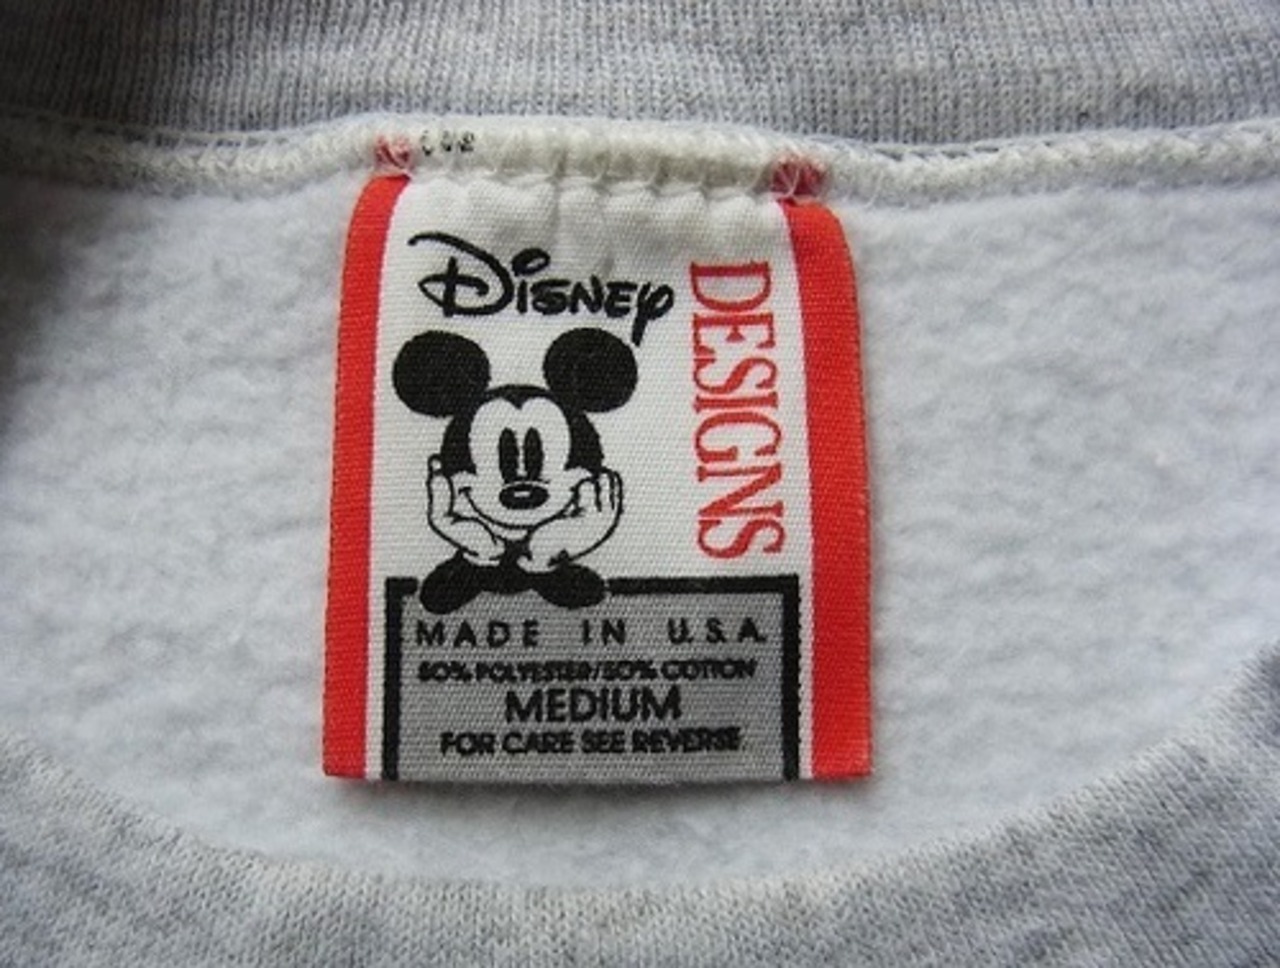 Disney
DESIGNS
MADE IN U.S.A.
50% POLYESTER/50% COTTON
MEDIUM
FOR CARE SEE REVERSE